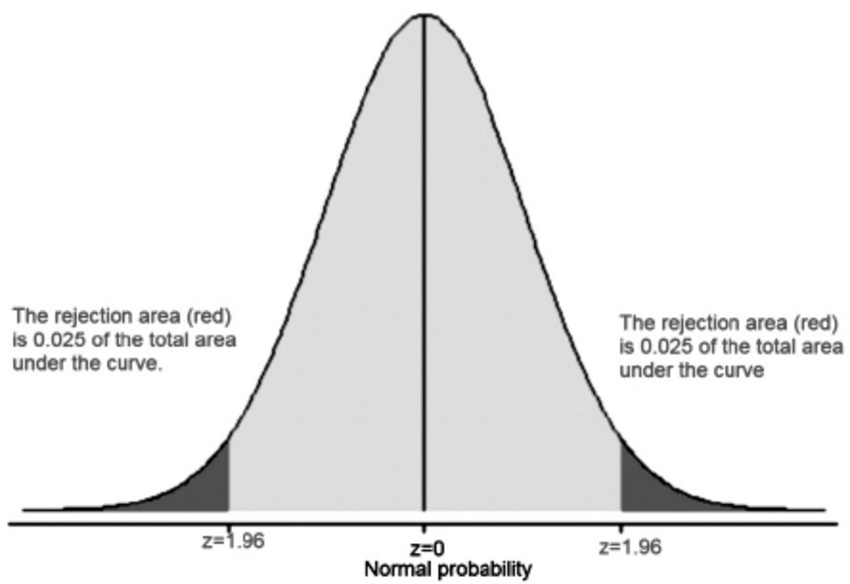 The rejection area (red)
is 0.025 of the total area
under the curve.
The rejection area (red)
is 0.025 of the total area
under the curve
z=1.96
z=0
z=1.96
Normal probability